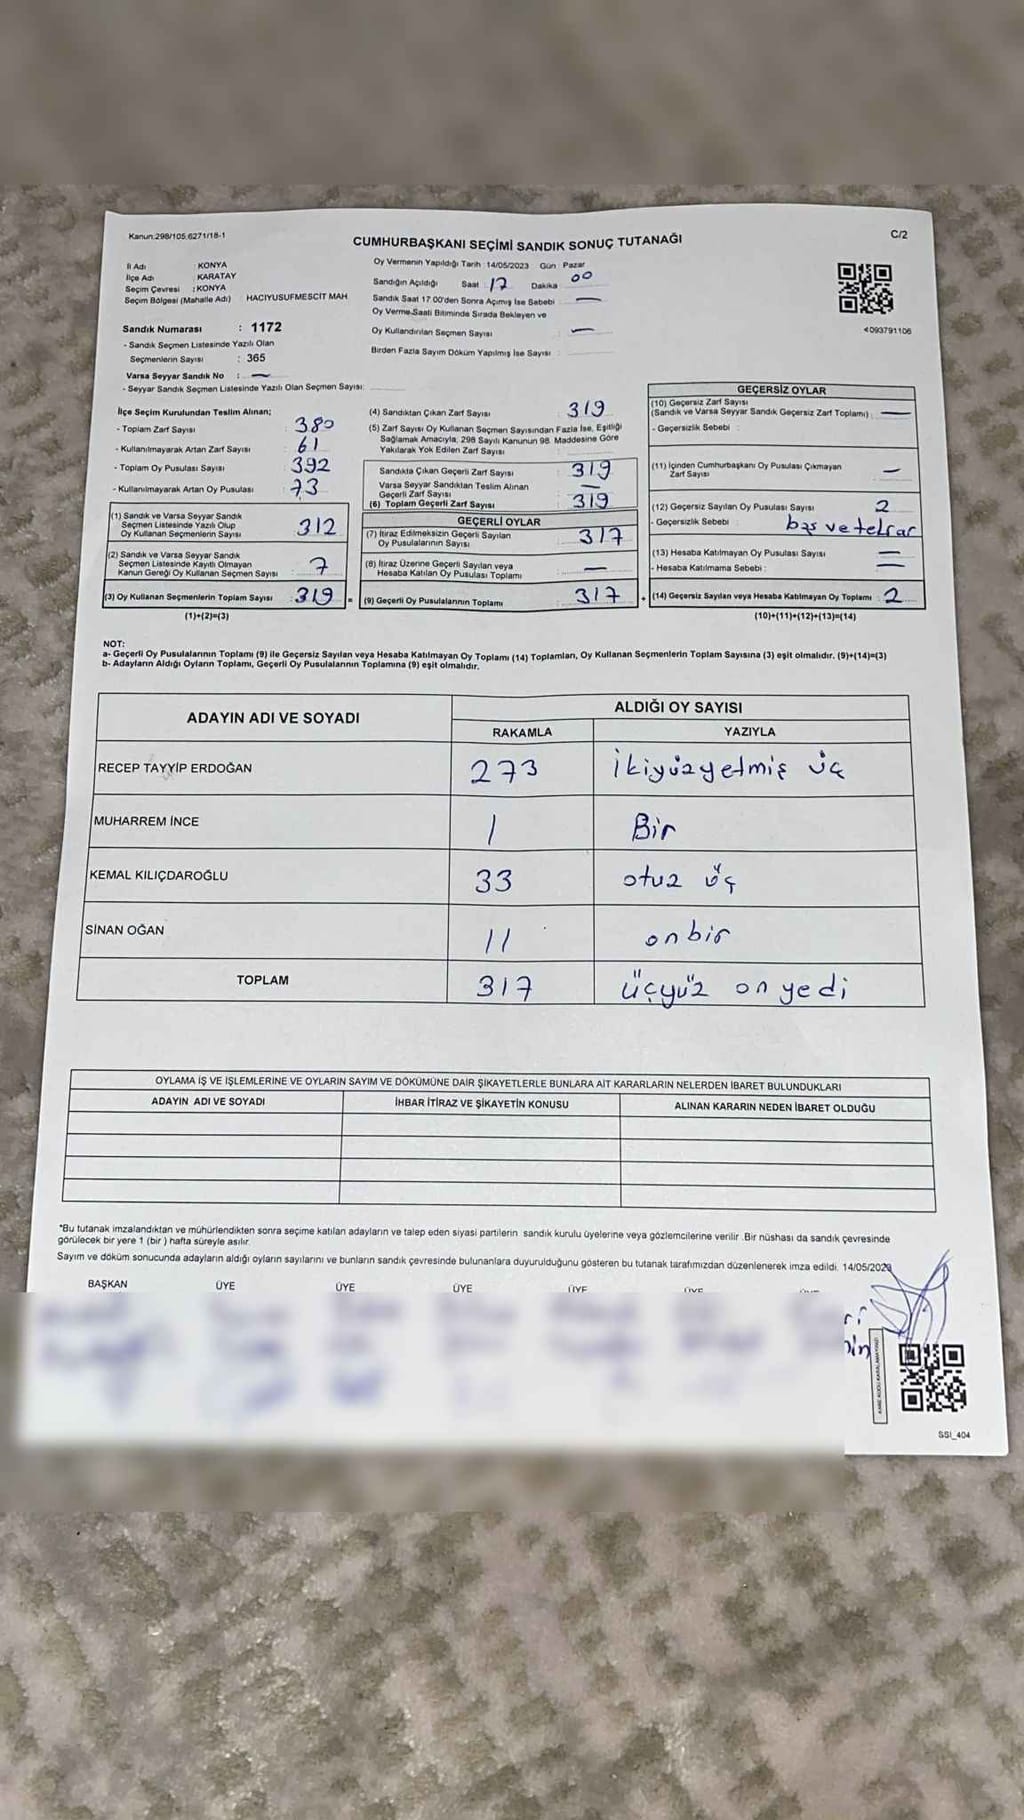 Kanun:298/105.6271/18-1
CUMHURBAŞKANI SEÇİMİ SANDIK SONUÇ TUTANAĞI
C/2
İl Adı : KONYA
İlçe Adı : KARATAY
Seçim Çevresi : KONYA
Seçim Bölgesi (Mahalle Adı) HACIYUSUFMESCİT MAH
Sandık Numarası : 1172
- Sandık Seçmen Listesinde Yazılı Olan
Seçmenlerin Sayısı : 365
Varsa Seyyar Sandık No : —
- Seyyar Sandık Seçmen Listesinde Yazılı Olan Seçmen Sayısı:
Oy Vermenin Yapıldığı Tarih : 14/05/2023 Gün : Pazar
Sandığın Açıldığı Saat 17 Dakika 00
Sandık Saat 17.00'den Sonra Açımış İse Sebebi : —
Oy Verme Saati Bitiminde Sırada Bekleyen ve
Oy Kullandırılan Seçmen Sayısı : —
Birden Fazla Sayım Döküm Yapılmış İse Sayısı :
<093791106
İlçe Seçim Kurulundan Teslim Alınan;
- Toplam Zarf Sayısı : 380
- Kullanılmayarak Artan Zarf Sayısı : 61
- Toplam Oy Pusulası Sayısı : 392
- Kullanılmayarak Artan Oy Pusulası : 73
(1) Sandık ve Varsa Seyyar Sandık
Seçmen Listesinde Yazılı Olup
Oy Kullanan Seçmenlerin Sayısı : 312
(2) Sandık ve Varsa Seyyar Sandık
Seçmen Listesinde Kayıtlı Olmayan
Kanun Gereği Oy Kullanan Seçmen Sayısı : 7
(3) Oy Kullanan Seçmenlerin Toplam Sayısı : 319
(1)+(2)=(3)
(4) Sandıktan Çıkan Zarf Sayısı : 319
(5) Zarf Sayısı Oy Kullanan Seçmen Sayısından Fazla İse, Eşitliği
Sağlamak Amacıyla, 298 Sayılı Kanunun 98. Maddesine Göre
Yakılarak Yok Edilen Zarf Sayısı :
Sandıkta Çıkan Geçerli Zarf Sayısı : 319
Varsa Seyyar Sandıktan Teslim Alınan
Geçerli Zarf Sayısı : —
(6) Toplam Geçerli Zarf Sayısı : 319
GEÇERLİ OYLAR
(7) İtiraz Edilmeksizin Geçerli Sayılan
Oy Pusulalarının Sayısı : 317
(8) İtiraz Üzerine Geçerli Sayılan veya
Hesaba Katılan Oy Pusulası Toplamı : —
= (9) Geçerli Oy Pusulalarının Toplamı : 317 +
GEÇERSİZ OYLAR
(10) Geçersiz Zarf Sayısı
(Sandık ve Varsa Seyyar Sandık Geçersiz Zarf Toplamı) : —
- Geçersizlik Sebebi :
(11) İçinden Cumhurbaşkanı Oy Pusulası Çıkmayan
Zarf Sayısı : —
(12) Geçersiz Sayılan Oy Pusulası Sayısı : 2
- Geçersizlik Sebebi : baş ve tekrar
(13) Hesaba Katılmayan Oy Pusulası Sayısı : —
- Hesaba Katılmama Sebebi : —
(14) Geçersiz Sayılan veya Hesaba Katılmayan Oy Toplamı : 2
(10)+(11)+(12)+(13)=(14)
NOT:
a- Geçerli Oy Pusulalarının Toplamı (9) ile Geçersiz Sayılan veya Hesaba Katılmayan Oy Toplamı (14) Toplamları, Oy Kullanan Seçmenlerin Toplam Sayısına (3) eşit olmalıdır. (9)+(14)=(3)
b- Adayların Aldığı Oyların Toplamı, Geçerli Oy Pusulalarının Toplamına (9) eşit olmalıdır.
ADAYIN ADI VE SOYADI
ALDIĞI OY SAYISI
RAKAMLA YAZIYLA
RECEP TAYYİP ERDOĞAN 273 ikiyüzyetmiş üç
MUHARREM İNCE 1 Bir
KEMAL KILIÇDAROĞLU 33 otuz üç
SİNAN OĞAN 11 onbir
TOPLAM 317 üçyüz on yedi
OYLAMA İŞ VE İŞLEMLERİNE VE OYLARIN SAYIM VE DÖKÜMÜNE DAİR ŞİKAYETLERLE BUNLARA AİT KARARLARIN NELERDEN İBARET BULUNDUKLARI
ADAYIN ADI VE SOYADI İHBAR İTİRAZ VE ŞİKAYETİN KONUSU ALINAN KARARIN NEDEN İBARET OLDUĞU
*Bu tutanak imzalandıktan ve mühürlendikten sonra seçime katılan adayların ve talep eden siyasi partilerin sandık kurulu üyelerine veya gözlemcilerine verilir. Bir nüshası da sandık çevresinde
görülecek bir yere 1 (bir) hafta süreyle asılır.
Sayım ve döküm sonucunda adayların aldığı oyların sayılarını ve bunların sandık çevresinde bulunanlara duyurulduğunu gösteren bu tutanak tarafımızdan düzenlenerek imza edildi. 14/05/2023
BAŞKAN ÜYE ÜYE ÜYE ÜYE ÜYE
SSI_404